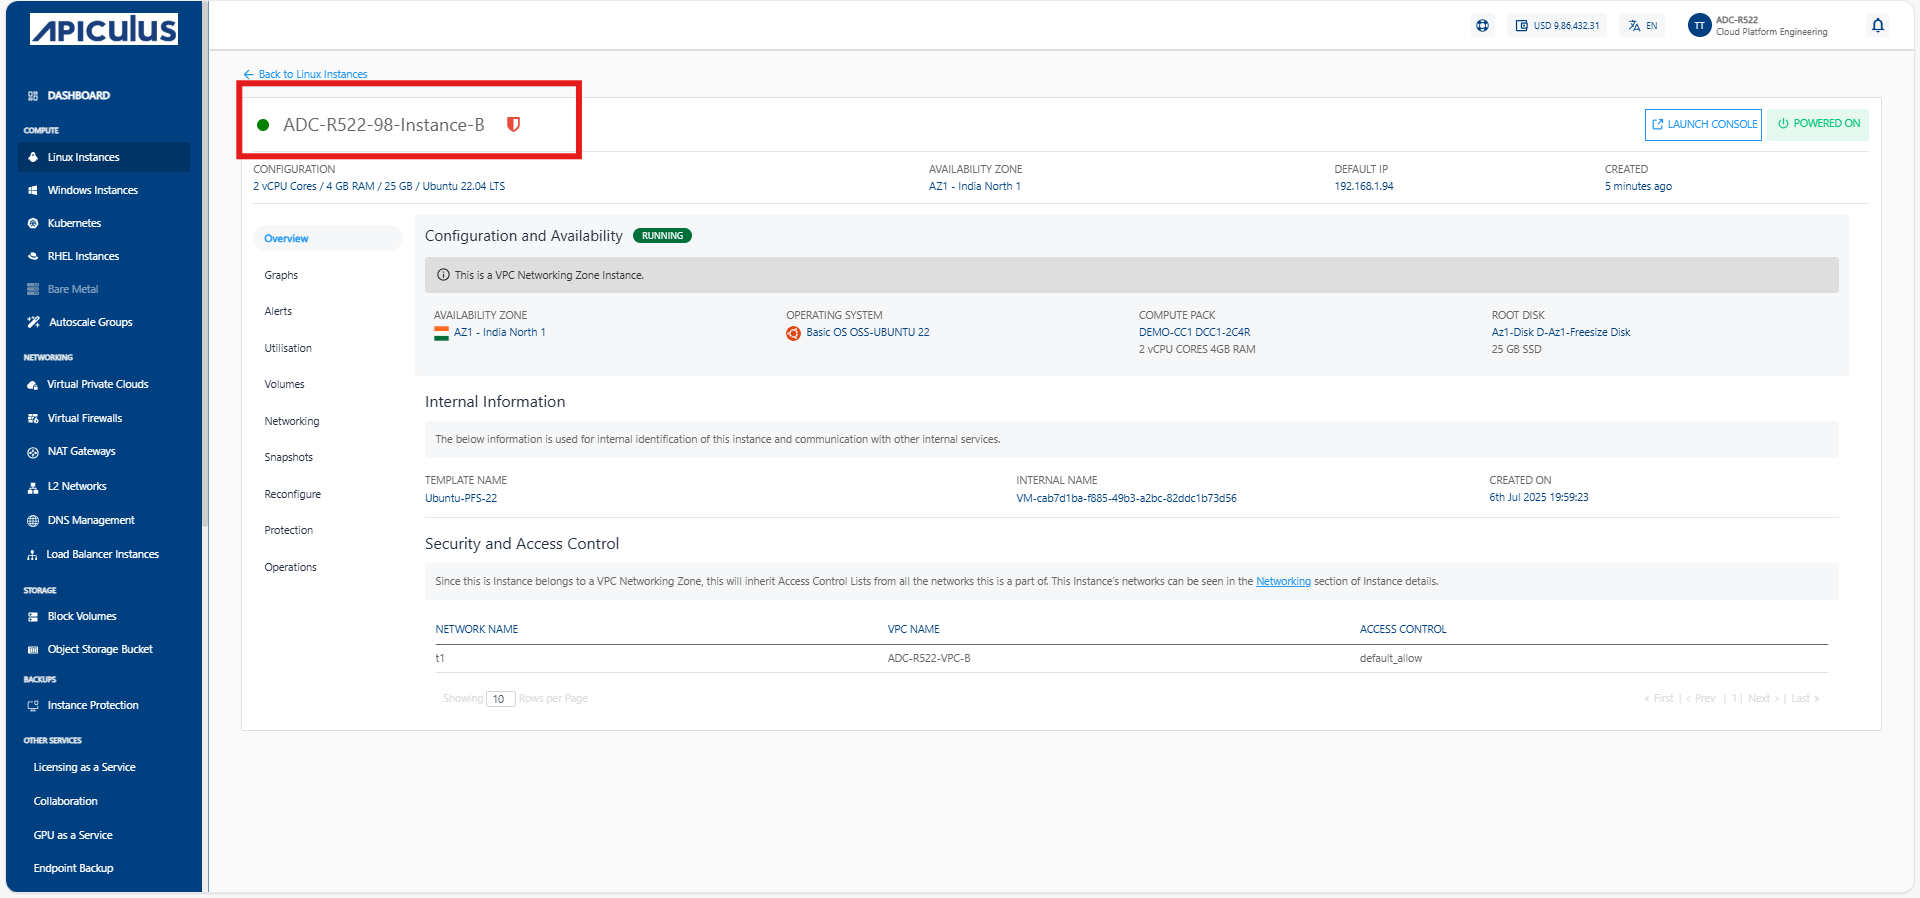 APICULUS
USD 9,86,432.31
EN
TT
ADC-R522
Cloud Platform Engineering
DASHBOARD
COMPUTE
Linux Instances
Windows Instances
Kubernetes
RHEL Instances
Bare Metal
Autoscale Groups
NETWORKING
Virtual Private Clouds
Virtual Firewalls
NAT Gateways
L2 Networks
DNS Management
Load Balancer Instances
STORAGE
Block Volumes
Object Storage Bucket
BACKUPS
Instance Protection
OTHER SERVICES
Licensing as a Service
Collaboration
GPU as a Service
Endpoint Backup
Back to Linux Instances
ADC-R522-98-Instance-B
LAUNCH CONSOLE
POWERED ON
CONFIGURATION
2 vCPU Cores / 4 GB RAM / 25 GB / Ubuntu 22.04 LTS
AVAILABILITY ZONE
AZ1 - India North 1
DEFAULT IP
192.168.1.94
CREATED
5 minutes ago
Overview
Graphs
Alerts
Utilisation
Volumes
Networking
Snapshots
Reconfigure
Protection
Operations
Configuration and Availability RUNNING
This is a VPC Networking Zone Instance.
AVAILABILITY ZONE
AZ1 - India North 1
OPERATING SYSTEM
Basic OS OSS-UBUNTU 22
COMPUTE PACK
DEMO-CC1 DCC1-2C4R
2 vCPU CORES 4GB RAM
ROOT DISK
Az1-Disk D-Az1-Freesize Disk
25 GB SSD
Internal Information
The below information is used for internal identification of this instance and communication with other internal services.
TEMPLATE NAME
Ubuntu-PFS-22
INTERNAL NAME
VM-cab7d1ba-f885-49b3-a2bc-82ddc1b73d56
CREATED ON
6th Jul 2025 19:59:23
Security and Access Control
Since this is Instance belongs to a VPC Networking Zone, this will inherit Access Control Lists from all the networks this is a part of. This Instance's networks can be seen in the Networking section of Instance details.
NETWORK NAME VPC NAME ACCESS CONTROL
t1 ADC-R522-VPC-B default_allow
Showing 10 Rows per Page
« First | ‹ Prev | 1 | Next › | Last »